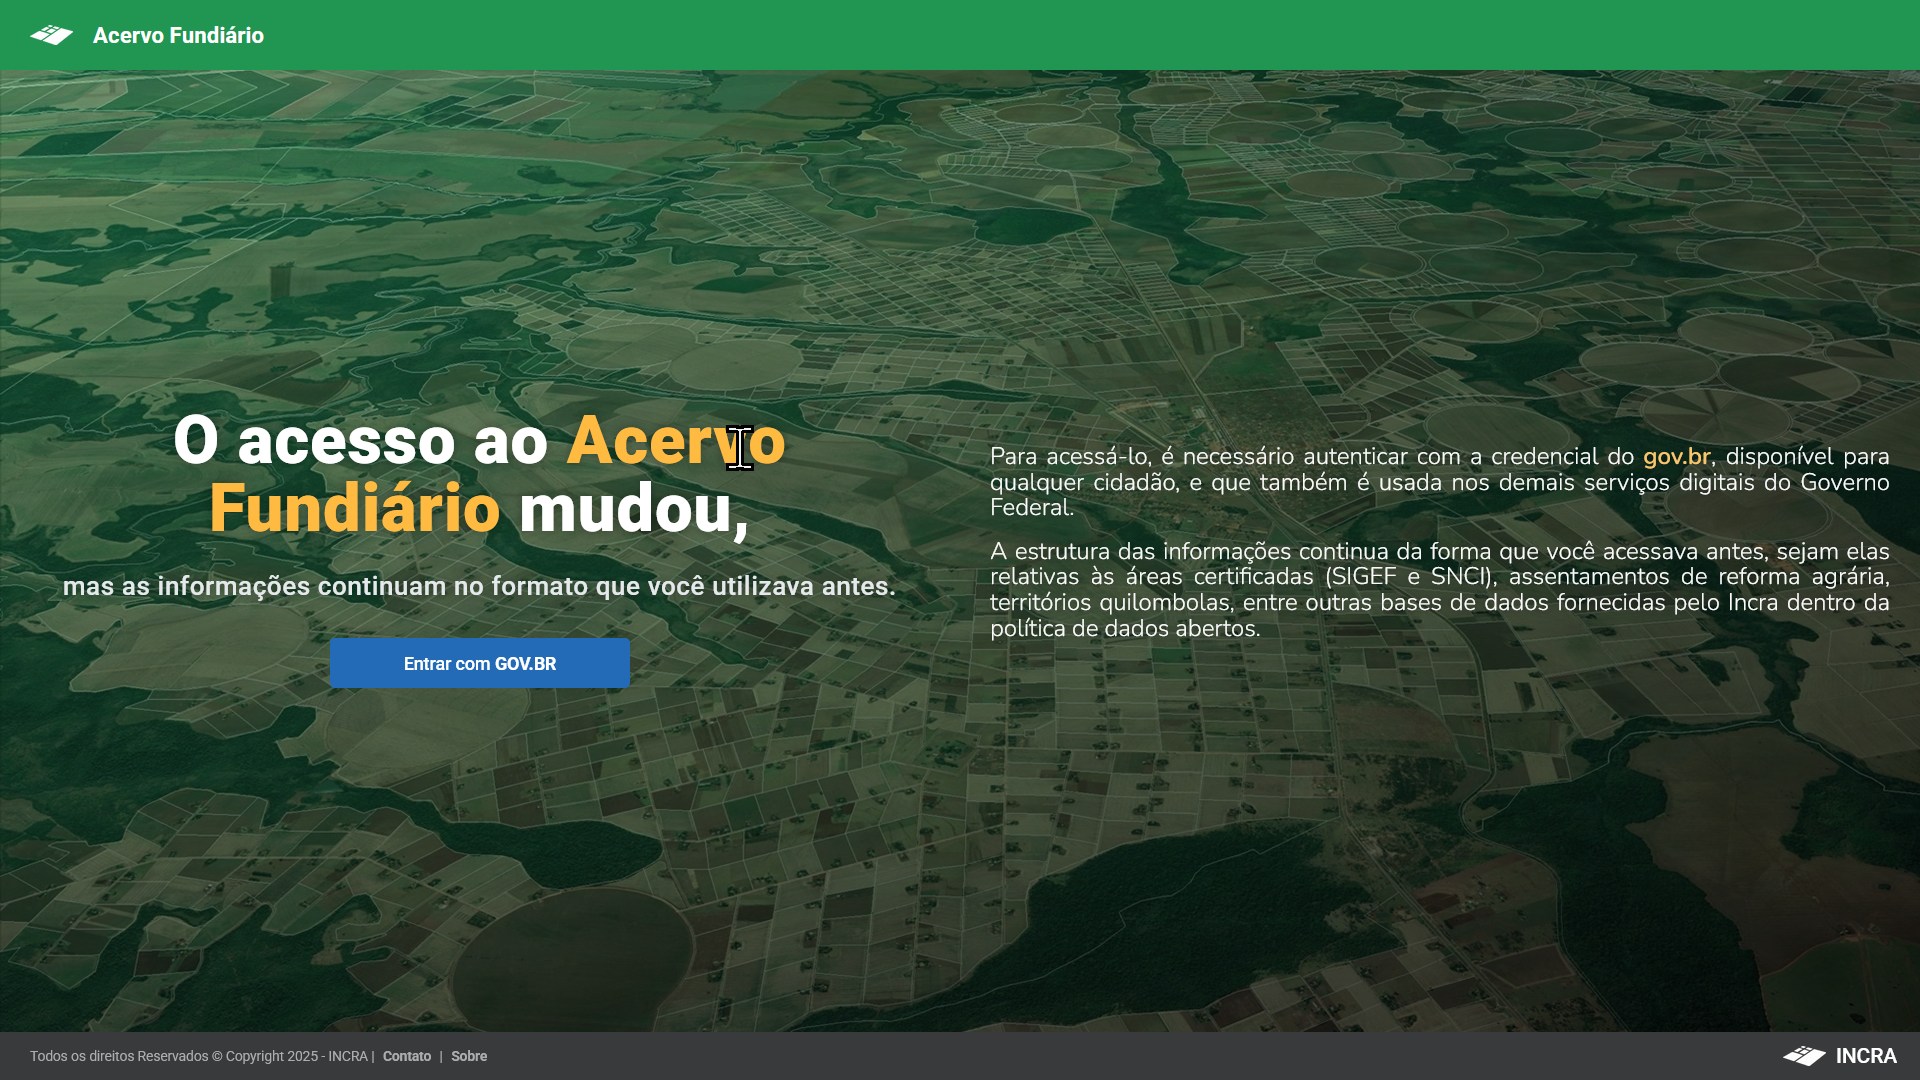 Acervo Fundiário
O acesso ao Acervo
Fundiário mudou,
mas as informações continuam no formato que você utilizava antes.
Entrar com GOV.BR
Para acessá-lo, é necessário autenticar com a credencial do gov.br, disponível para
qualquer cidadão, e que também é usada nos demais serviços digitais do Governo
Federal.
A estrutura das informações continua da forma que você acessava antes, sejam elas
relativas às áreas certificadas (SIGEF e SNCI), assentamentos de reforma agrária,
territórios quilombolas, entre outras bases de dados fornecidas pelo Incra dentro da
política de dados abertos.
Todos os direitos Reservados © Copyright 2025 - INCRA | Contato | Sobre
INCRA